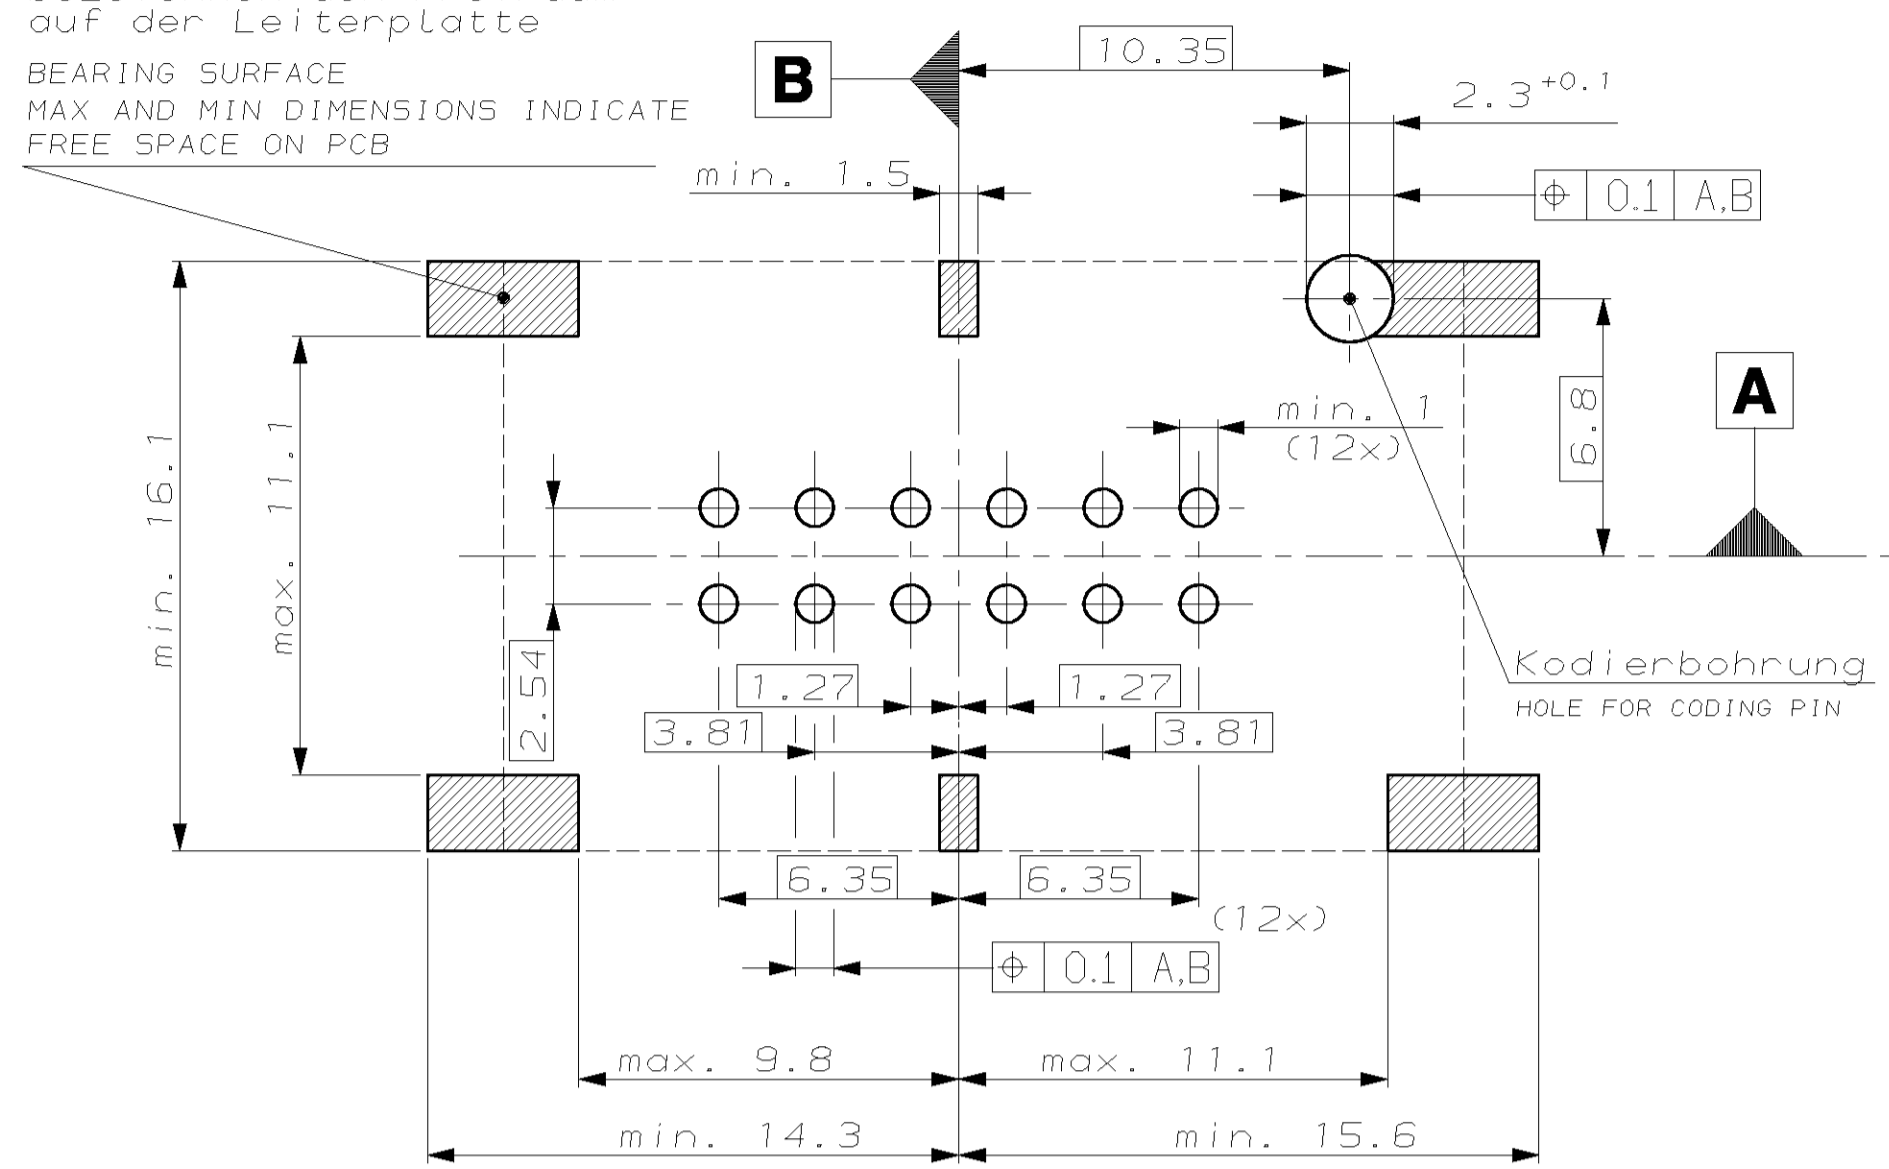 auf der Leiterplatte
BEARING SURFACE
MAX AND MIN DIMENSIONS INDICATE
FREE SPACE ON PCB
B
10.35
2.3+0.1
min. 1.5
⌖ 0.1 A,B
min. 16.1
max. 11.1
min. 1
(12x)
6.8
A
2.54
1.27
1.27
3.81
3.81
Kodierbohrung
HOLE FOR CODING PIN
6.35
6.35
(12x)
⌖ 0.1 A,B
max. 9.8
max. 11.1
min. 14.3
min. 15.6